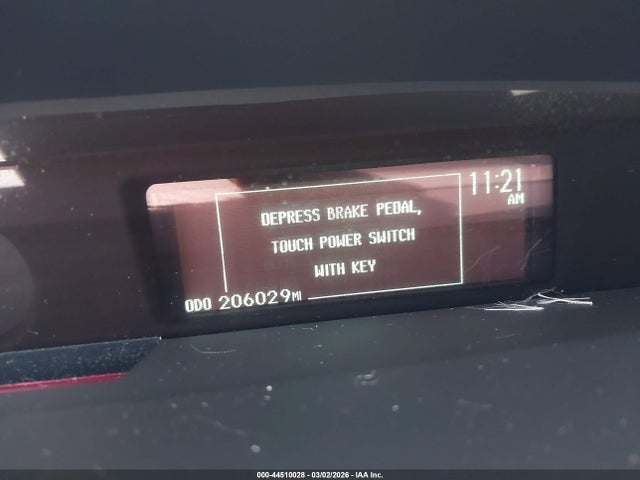 11:21
AM
DEPRESS BRAKE PEDAL,
TOUCH POWER SWITCH
WITH KEY
ODO 206029MI
000-44510028 - 03/02/2026 - IAA Inc.